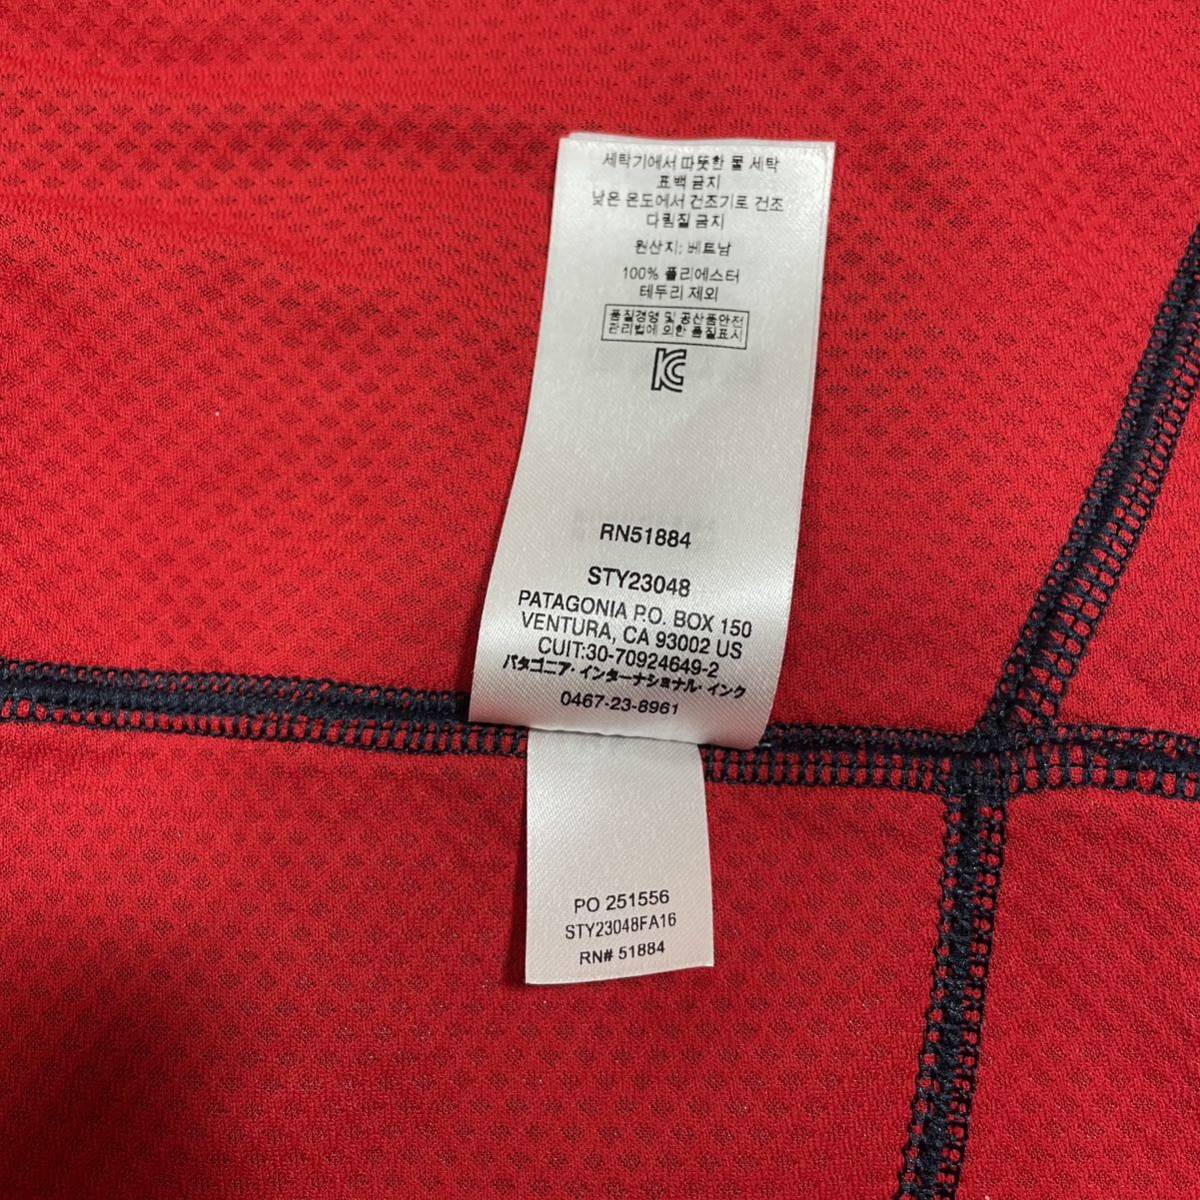 세탁기에서 따뜻한 물 세탁
표백 금지
낮은 온도에서 건조기로 건조
다림질 금지
원산지: 베트남
100% 폴리에스터
테두리 제외
품질경영 및 공산품안전
관리법에 의한 품질표시
KC
RN51884
STY23048
PATAGONIA P.O. BOX 150
VENTURA, CA 93002 US
CUIT:30-70924649-2
パタゴニア・インターナショナル・インク
0467-23-8961
PO 251556
STY23048FA16
RN# 51884